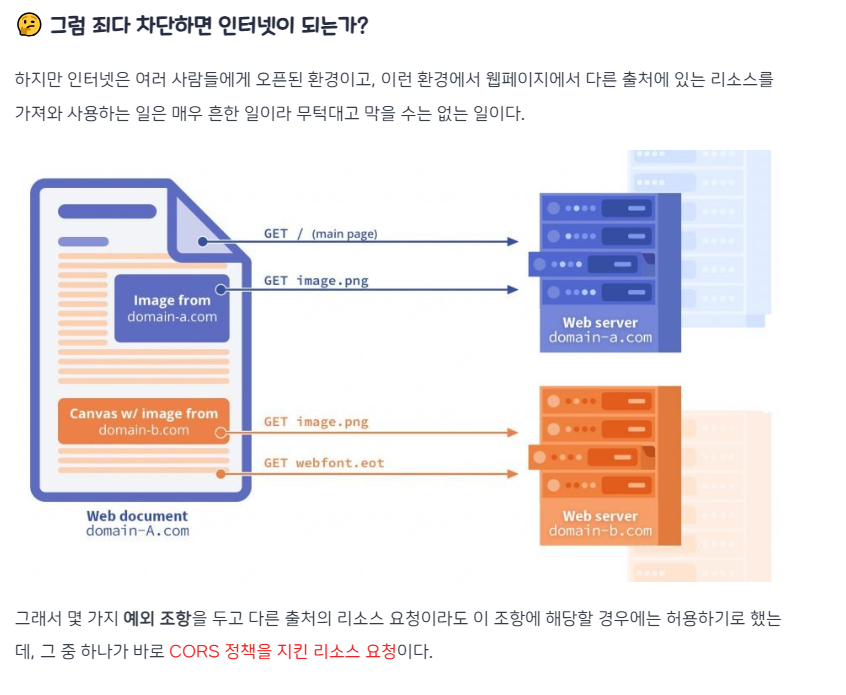 🤔 그럼 죄다 차단하면 인터넷이 되는가?
하지만 인터넷은 여러 사람들에게 오픈된 환경이고, 이런 환경에서 웹페이지에서 다른 출처에 있는 리소스를
가져와 사용하는 일은 매우 흔한 일이라 무턱대고 막을 수는 없는 일이다.
GET / (main page)
GET image.png
Image from
domain-a.com
Web server
domain-a.com
Canvas w/ image from
domain-b.com
GET image.png
GET webfont.eot
Web server
domain-b.com
Web document
domain-A.com
그래서 몇 가지 예외 조항을 두고 다른 출처의 리소스 요청이라도 이 조항에 해당할 경우에는 허용하기로 했는
데, 그 중 하나가 바로 CORS 정책을 지킨 리소스 요청이다.